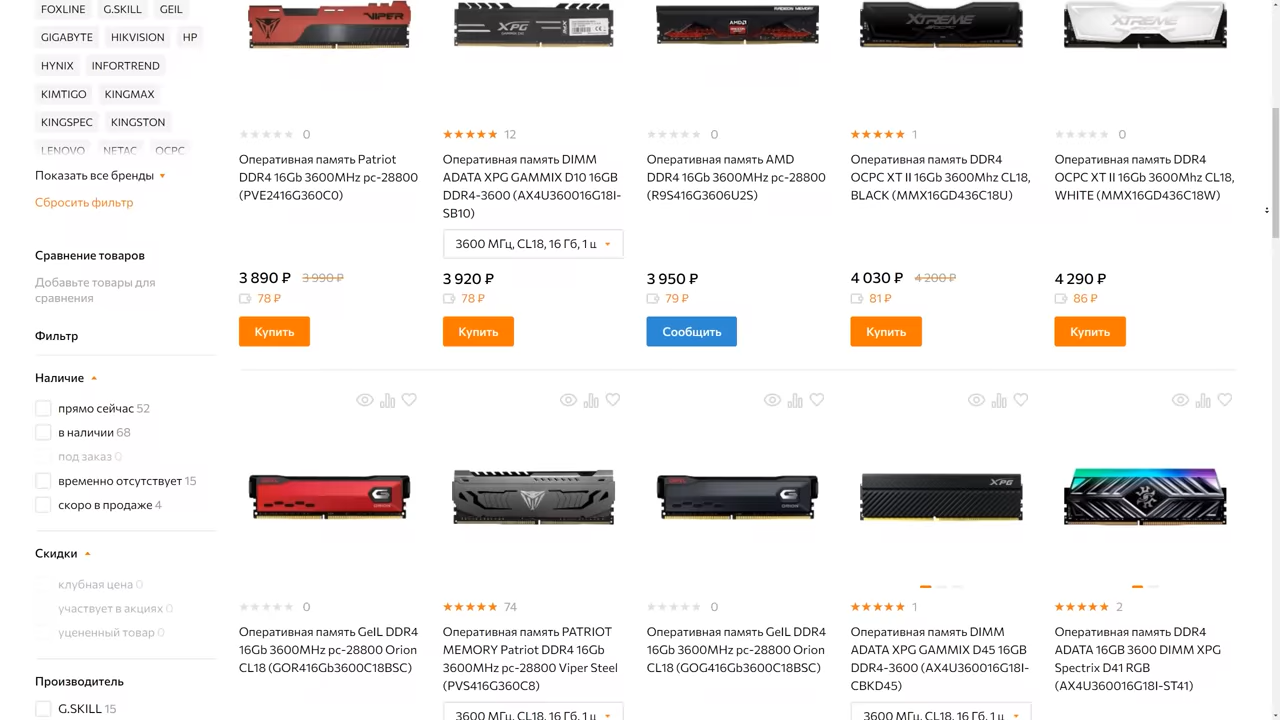 FOXLINE G.SKILL GEIL
GIGABYTE HIKVISION HP
HYNIX INFORTREND
KIMTIGO KINGMAX
KINGSPEC KINGSTON
LENOVO NETAC OCPC
Показать все бренды
Сбросить фильтр
Сравнение товаров
Добавьте товары для
сравнения
Фильтр
Наличие
прямо сейчас 52
в наличии 68
под заказ 0
временно отсутствует 15
скоро в продаже 4
Скидки
клубная цена 0
участвует в акциях 0
уцененный товар 0
Производитель
G.SKILL 15
VIPER
XPG
RADEON MEMORY
AMD
XTREME
XTREME
0
Оперативная память Patriot
DDR4 16Gb 3600MHz pc-28800
(PVE2416G360C0)
3 890 ₽ 3 990 ₽
78 ₽
Купить
12
Оперативная память DIMM
ADATA XPG GAMMIX D10 16GB
DDR4-3600 (AX4U360016G18I-
SB10)
3600 МГц, CL18, 16 Гб, 1 ш
3 920 ₽
78 ₽
Купить
0
Оперативная память AMD
DDR4 16Gb 3600MHz pc-28800
(R9S416G3606U2S)
3 950 ₽
79 ₽
Сообщить
1
Оперативная память DDR4
OCPC XT II 16Gb 3600Mhz CL18,
BLACK (MMX16GD436C18U)
4 030 ₽ 4 200 ₽
81 ₽
Купить
0
Оперативная память DDR4
OCPC XT II 16Gb 3600Mhz CL18,
WHITE (MMX16GD436C18W)
4 290 ₽
86 ₽
Купить
0
Оперативная память GeIL DDR4
16Gb 3600MHz pc-28800 Orion
CL18 (GOR416Gb3600C18BSC)
74
Оперативная память PATRIOT
MEMORY Patriot DDR4 16Gb
3600MHz pc-28800 Viper Steel
(PVS416G360C8)
3600 МГц, CL18, 16 Гб, 1 ш
0
Оперативная память GeIL DDR4
16Gb 3600MHz pc-28800 Orion
CL18 (GOG416Gb3600C18BSC)
XPG
1
Оперативная память DIMM
ADATA XPG GAMMIX D45 16GB
DDR4-3600 (AX4U360016G18I-
CBKD45)
3600 МГц, CL18, 16 Гб, 1 ш
2
Оперативная память DDR4
ADATA 16GB 3600 DIMM XPG
Spectrix D41 RGB
(AX4U360016G18I-ST41)